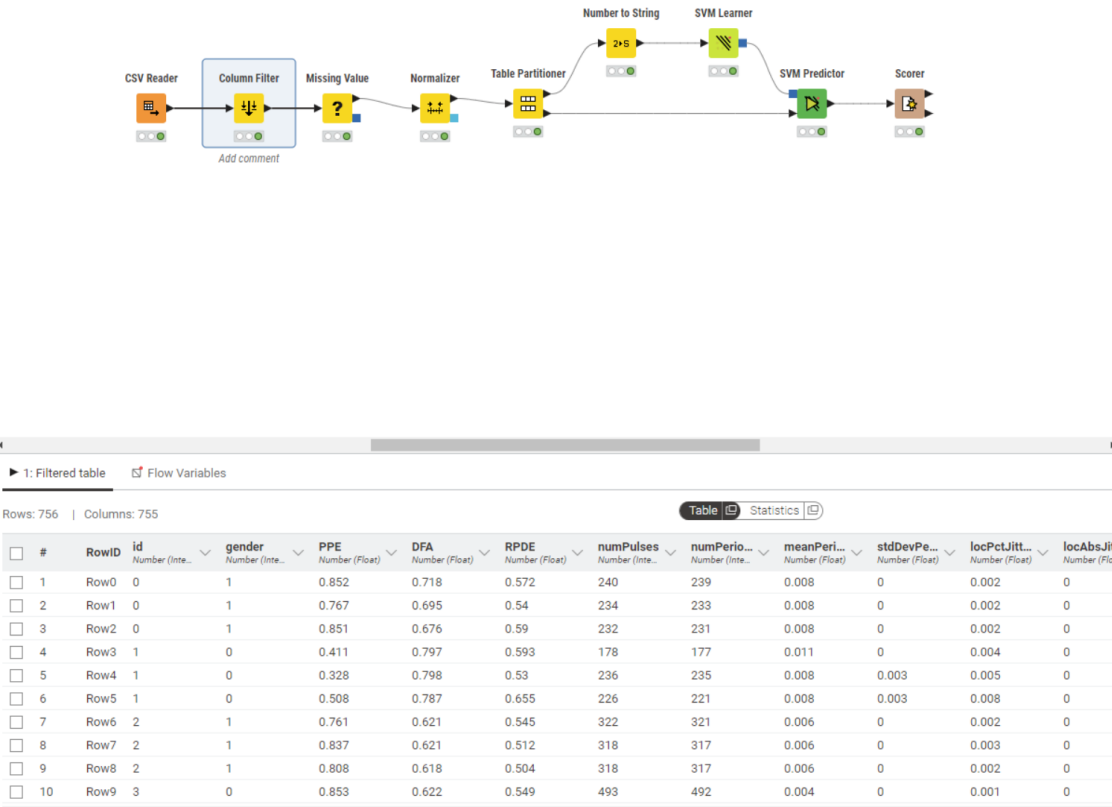 Number to String
SVM Learner
CSV Reader
Column Filter
Missing Value
Normalizer
Table Partitioner
SVM Predictor
Scorer
2▸S
?
Add comment
1: Filtered table Flow Variables
Rows: 756 | Columns: 755
Table Statistics
# RowID id gender PPE DFA RPDE numPulses numPerio... meanPeri... stdDevPe... locPctJitt... locAbsJit
Number (Inte... Number (Inte... Number (Float) Number (Float) Number (Float) Number (Inte... Number (Inte... Number (Float) Number (Float) Number (Float) Number (Flo
1 Row0 0 1 0.852 0.718 0.572 240 239 0.008 0 0.002 0
2 Row1 0 1 0.767 0.695 0.54 234 233 0.008 0 0.002 0
3 Row2 0 1 0.851 0.676 0.59 232 231 0.008 0 0.002 0
4 Row3 1 0 0.411 0.797 0.593 178 177 0.011 0 0.004 0
5 Row4 1 0 0.328 0.798 0.53 236 235 0.008 0.003 0.005 0
6 Row5 1 0 0.508 0.787 0.655 226 221 0.008 0.003 0.008 0
7 Row6 2 1 0.761 0.621 0.545 322 321 0.006 0 0.002 0
8 Row7 2 1 0.837 0.621 0.512 318 317 0.006 0 0.003 0
9 Row8 2 1 0.808 0.618 0.504 318 317 0.006 0 0.002 0
10 Row9 3 0 0.853 0.622 0.549 493 492 0.004 0 0.001 0